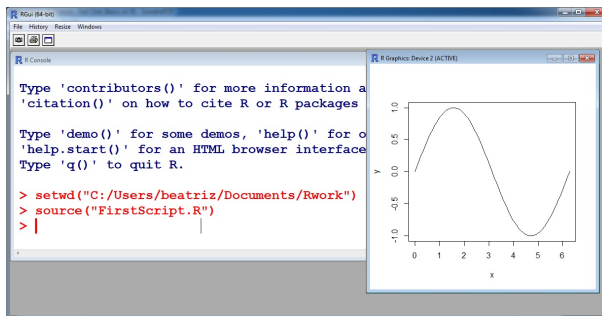 RGui (64-bit)
File History Resize Windows
R Console
Type 'contributors()' for more information a
'citation()' on how to cite R or R packages
Type 'demo()' for some demos, 'help()' for o
'help.start()' for an HTML browser interface
Type 'q()' to quit R.
> setwd("C:/Users/beatriz/Documents/Rwork")
> source("FirstScript.R")
>
R Graphics: Device 2 (ACTIVE)
1.0
0.5
0.0
-0.5
-1.0
y
0 1 2 3 4 5 6
x